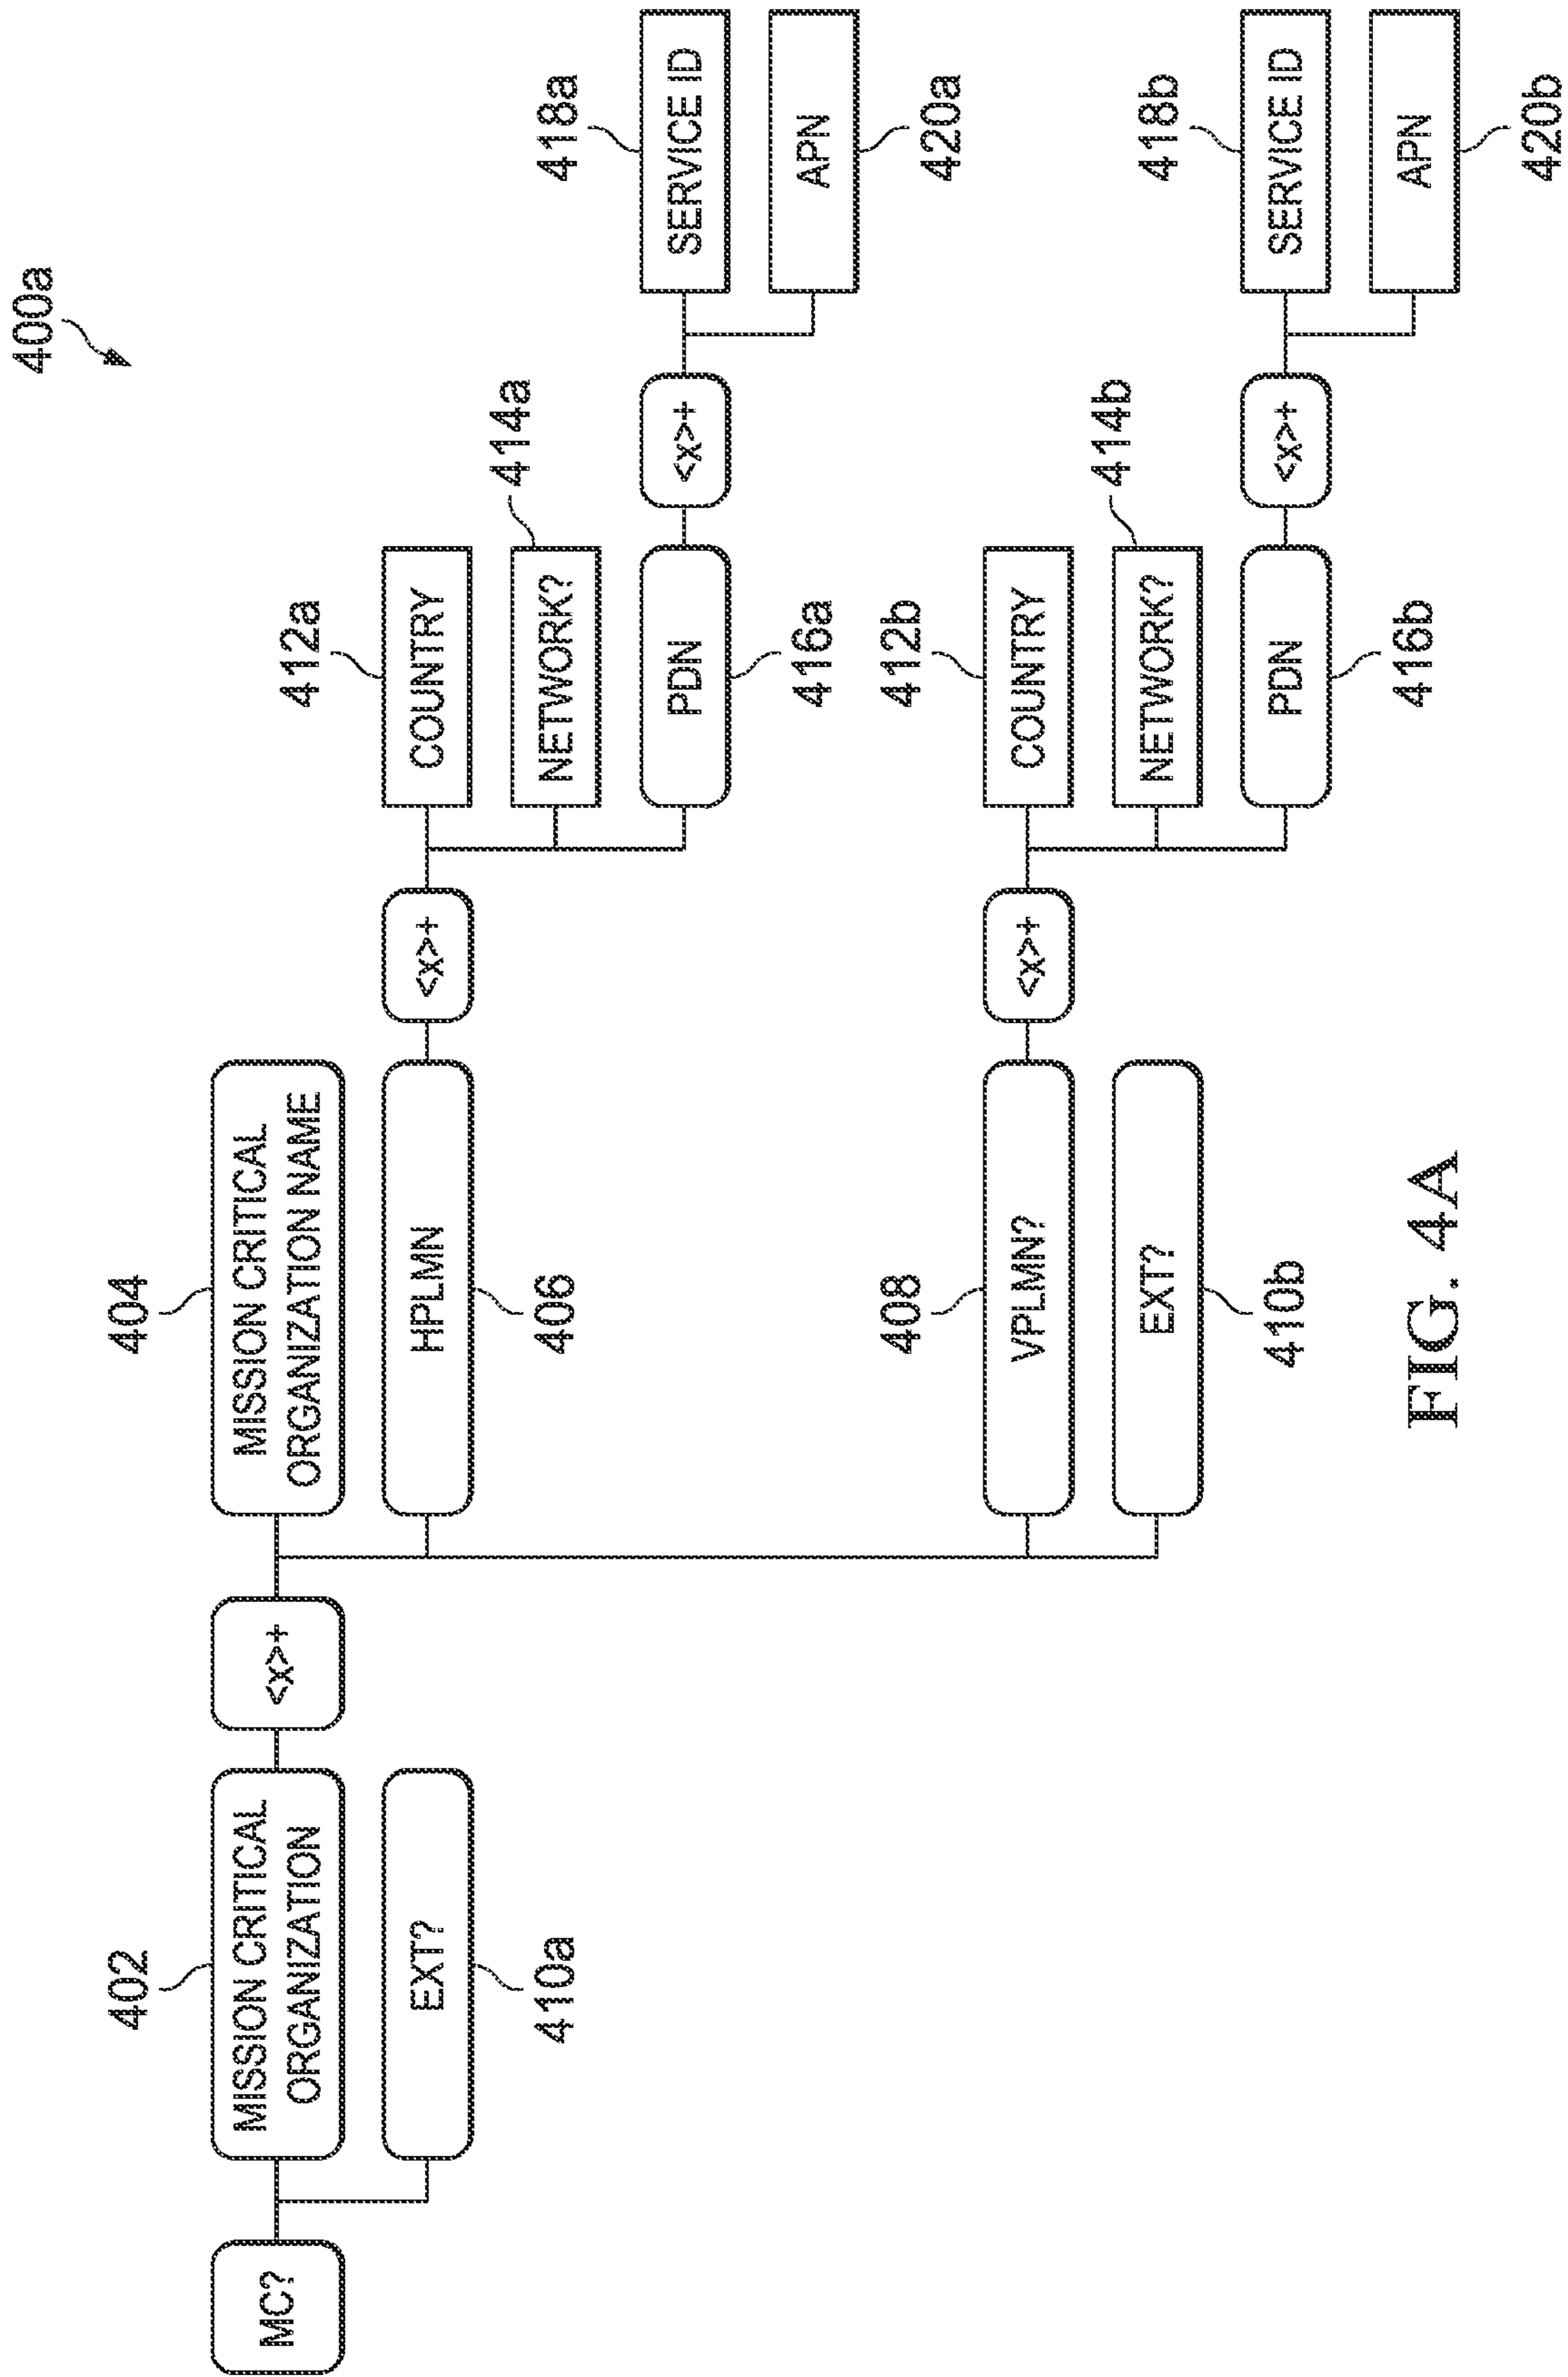 400a
MC?
402
MISSION CRITICAL
ORGANIZATION
EXT?
410a
<x>+
404
MISSION CRITICAL
ORGANIZATION NAME
HPLMN
406
<x>+
412a
COUNTRY
414a
NETWORK?
PDN
416a
<x>+
418a
SERVICE ID
APN
420a
408
VPLMN?
EXT?
410b
<x>+
412b
COUNTRY
414b
NETWORK?
PDN
416b
<x>+
418b
SERVICE ID
APN
420b
FIG. 4A